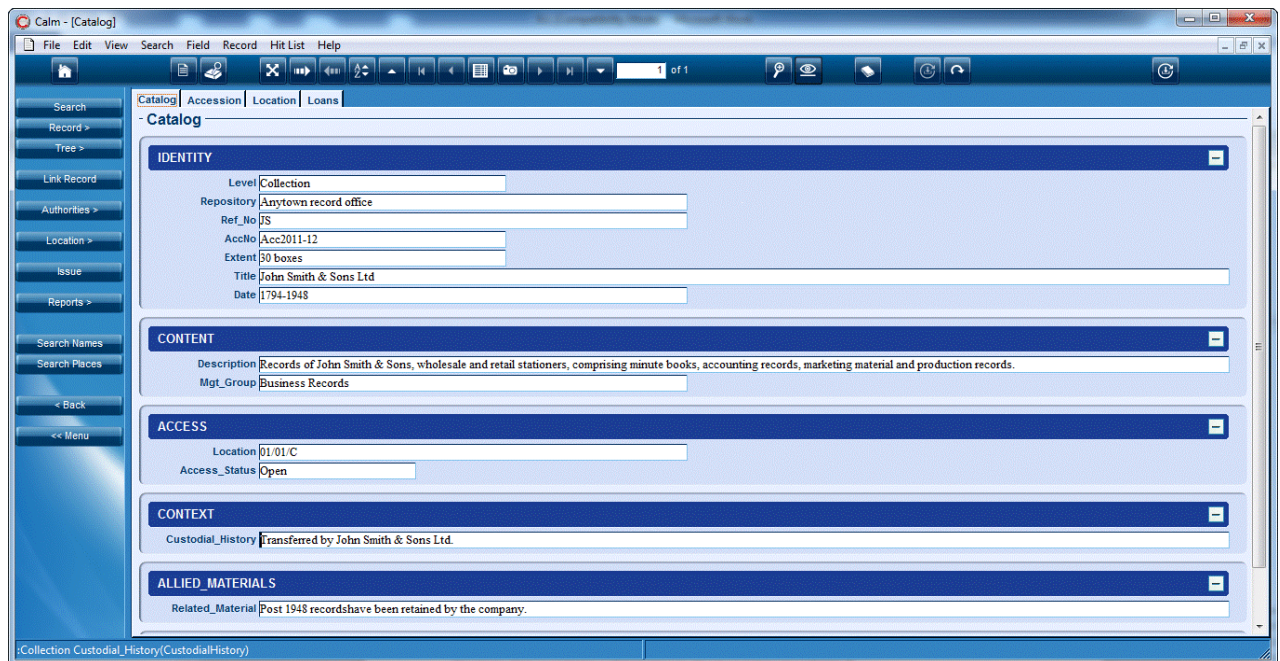 Calm - [Catalog]
File Edit View Search Field Record Hit List Help
1 of 1
Search
Record >
Tree >
Link Record
Authorities >
Location >
Issue
Reports >
Search Names
Search Places
< Back
<< Menu
Catalog Accession Location Loans
Catalog
IDENTITY
Level Collection
Repository Anytown record office
Ref_No JS
AccNo Acc2011-12
Extent 30 boxes
Title John Smith & Sons Ltd
Date 1794-1948
CONTENT
Description Records of John Smith & Sons, wholesale and retail stationers, comprising minute books, accounting records, marketing material and production records.
Mgt_Group Business Records
ACCESS
Location 01/01/C
Access_Status Open
CONTEXT
Custodial_History Transferred by John Smith & Sons Ltd.
ALLIED_MATERIALS
Related_Material Post 1948 recordshave been retained by the company.
:Collection Custodial_History(CustodialHistory)